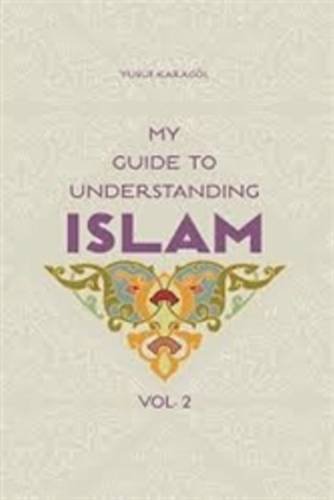 YUSUF KARAGÖL
MY
GUIDE TO
UNDERSTANDING
ISLAM
VOL. 2